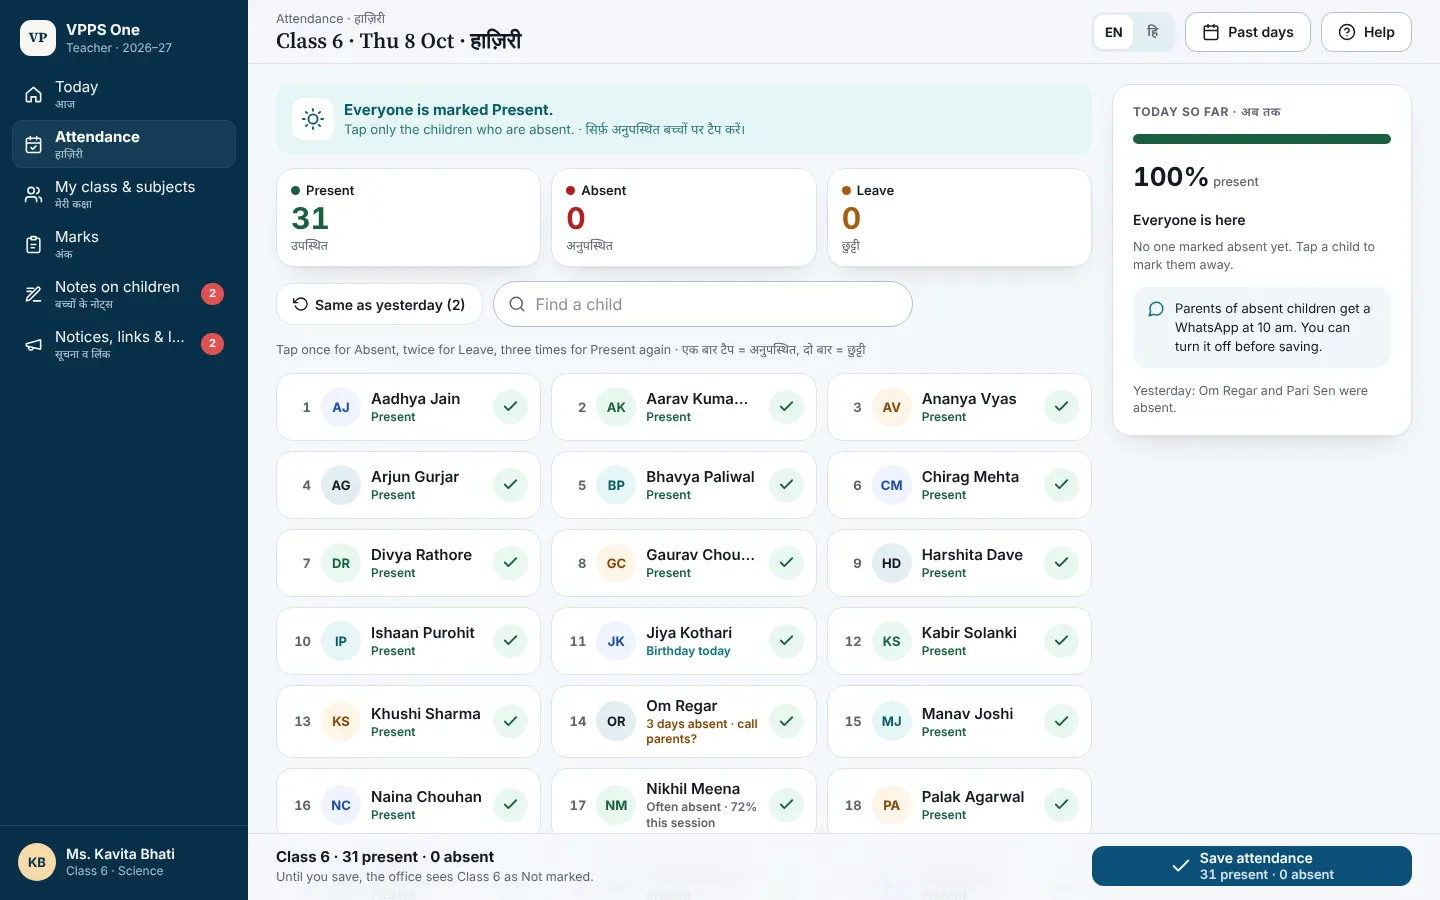 VP
VPPS One
Teacher · 2026–27
Today
आज
Attendance
हाज़िरी
My class & subjects
मेरी कक्षा
Marks
अंक
Notes on children
बच्चों के नोट्स
2
Notices, links & l...
सूचना व लिंक
2
KB
Ms. Kavita Bhati
Class 6 · Science
Attendance · हाज़िरी
Class 6 · Thu 8 Oct · हाज़िरी
EN
हि
Past days
Help
Everyone is marked Present.
Tap only the children who are absent. · सिर्फ़ अनुपस्थित बच्चों पर टैप करें।
Present
31
उपस्थित
Absent
0
अनुपस्थित
Leave
0
छुट्टी
Same as yesterday (2)
Find a child
Tap once for Absent, twice for Leave, three times for Present again · एक बार टैप = अनुपस्थित, दो बार = छुट्टी
1
AJ
Aadhya Jain
Present
2
AK
Aarav Kuma...
Present
3
AV
Ananya Vyas
Present
4
AG
Arjun Gurjar
Present
5
BP
Bhavya Paliwal
Present
6
CM
Chirag Mehta
Present
7
DR
Divya Rathore
Present
8
GC
Gaurav Chou...
Present
9
HD
Harshita Dave
Present
10
IP
Ishaan Purohit
Present
11
JK
Jiya Kothari
Birthday today
12
KS
Kabir Solanki
Present
13
KS
Khushi Sharma
Present
14
OR
Om Regar
3 days absent · call
parents?
15
MJ
Manav Joshi
Present
16
NC
Naina Chouhan
Present
17
NM
Nikhil Meena
Often absent · 72%
this session
18
PA
Palak Agarwal
Present
TODAY SO FAR · अब तक
100% present
Everyone is here
No one marked absent yet. Tap a child to
mark them away.
Parents of absent children get a
WhatsApp at 10 am. You can
turn it off before saving.
Yesterday: Om Regar and Pari Sen were
absent.
Class 6 · 31 present · 0 absent
Until you save, the office sees Class 6 as Not marked.
Save attendance
31 present · 0 absent